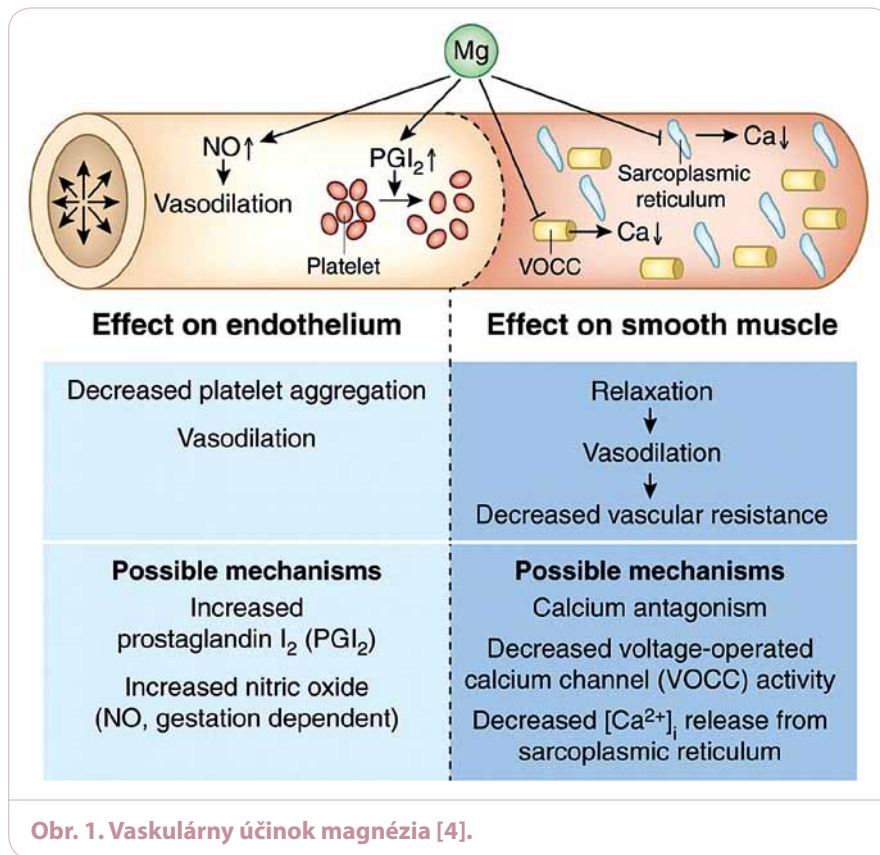 Mg
NO↑
Vasodilation
PGI₂↑
Platelet
Ca↓
Sarcoplasmic
reticulum
Ca↓
VOCC
Effect on endothelium
Effect on smooth muscle
Decreased platelet aggregation
Vasodilation
Relaxation
Vasodilation
Decreased vascular resistance
Possible mechanisms
Increased
prostaglandin I₂ (PGI₂)
Increased nitric oxide
(NO, gestation dependent)
Possible mechanisms
Calcium antagonism
Decreased voltage-operated
calcium channel (VOCC) activity
Decreased [Ca²⁺]ᵢ release from
sarcoplasmic reticulum
Obr. 1. Vaskulárny účinok magnézia [4].